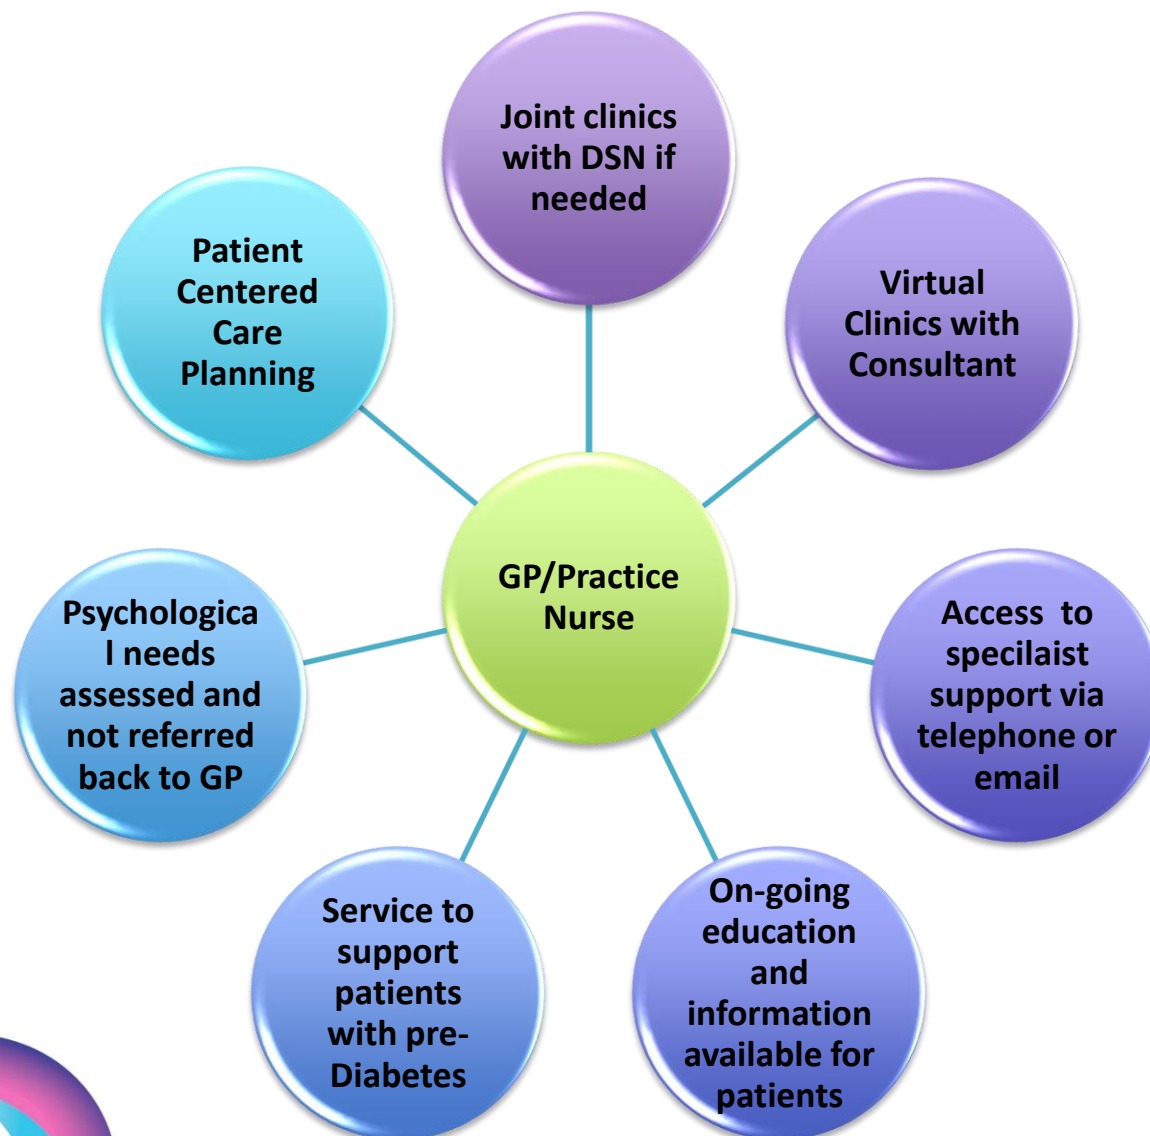 Joint clinics
with DSN if
needed
Virtual
Clinics with
Consultant
Access  to
specilaist
support via
telephone or
email
On-going
education
and
information
available for
patients
Service to
support
patients
with pre-
Diabetes
Psychologica
l needs
assessed and
not referred
back to GP
Patient
Centered
Care
Planning
GP/Practice
Nurse